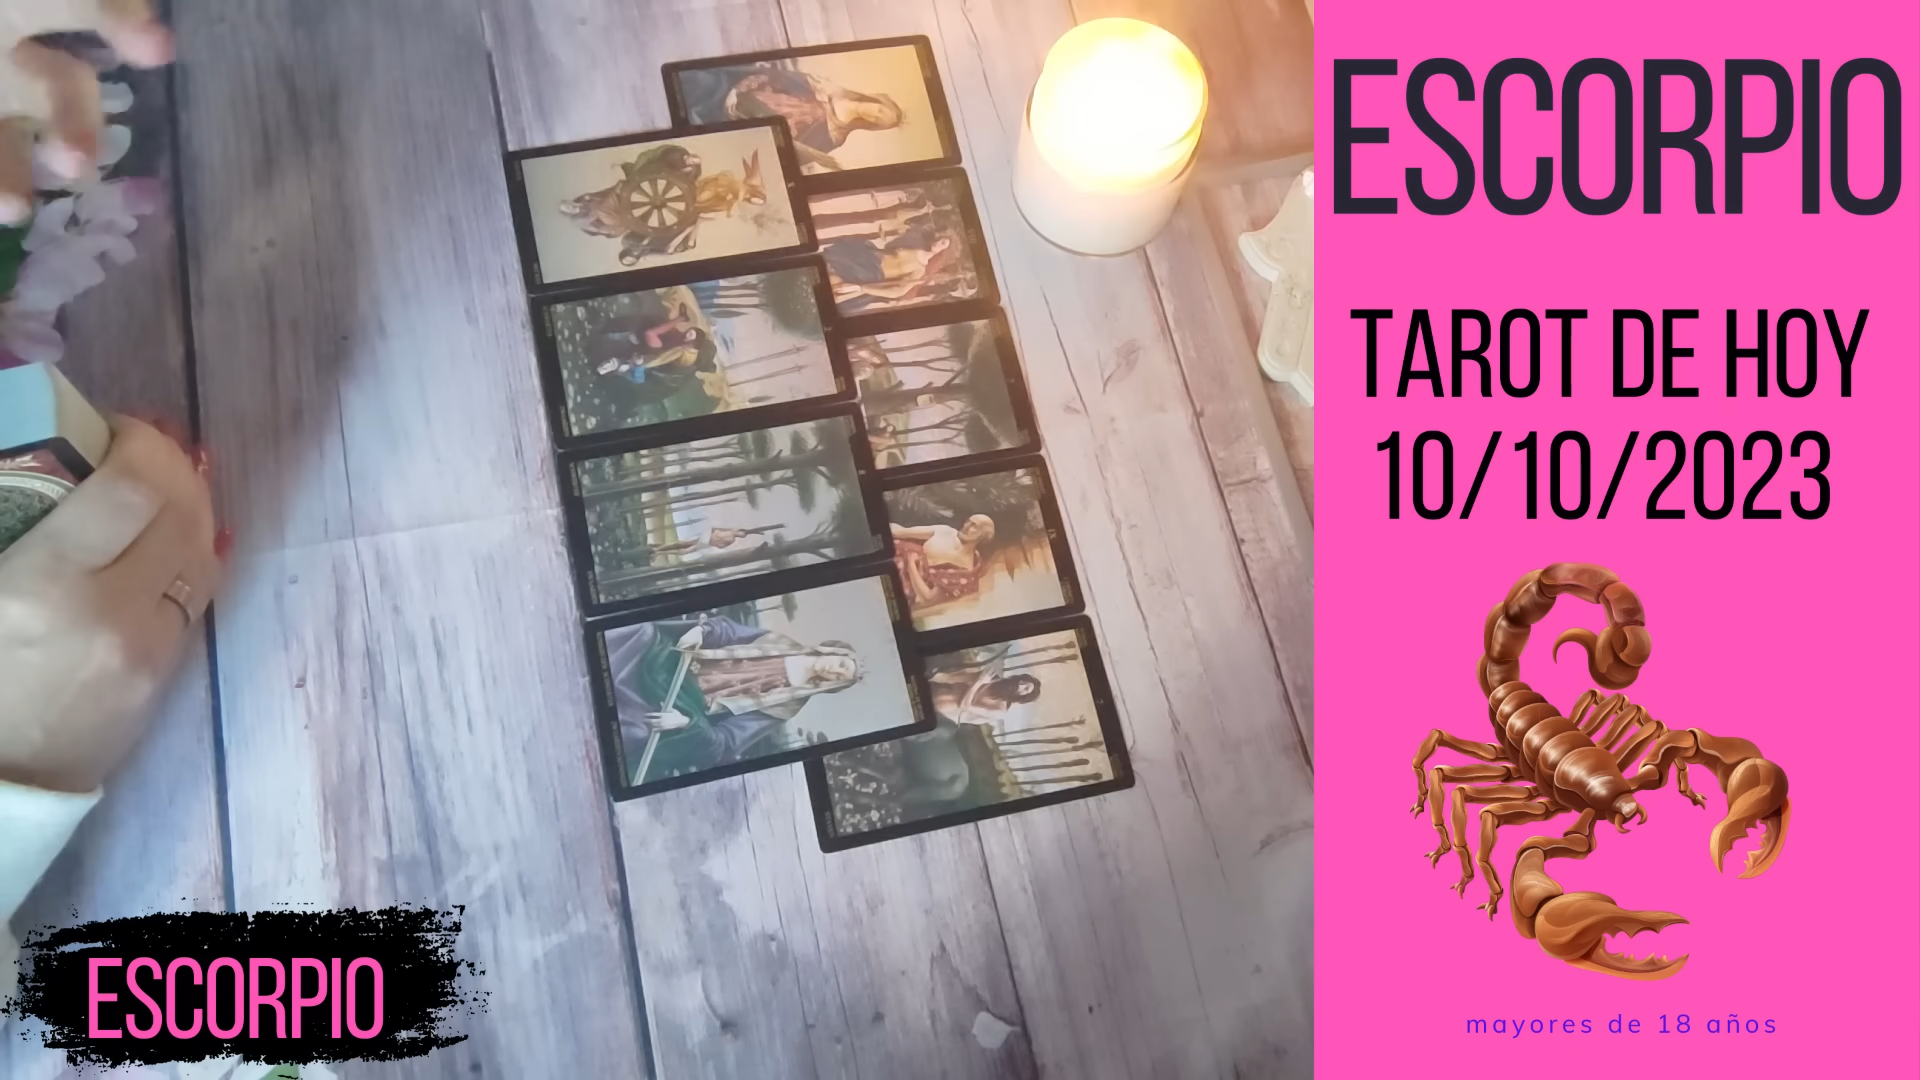 ESCORPIO
TAROT DE HOY
10/10/2023
mayores de 18 años
ESCORPIO